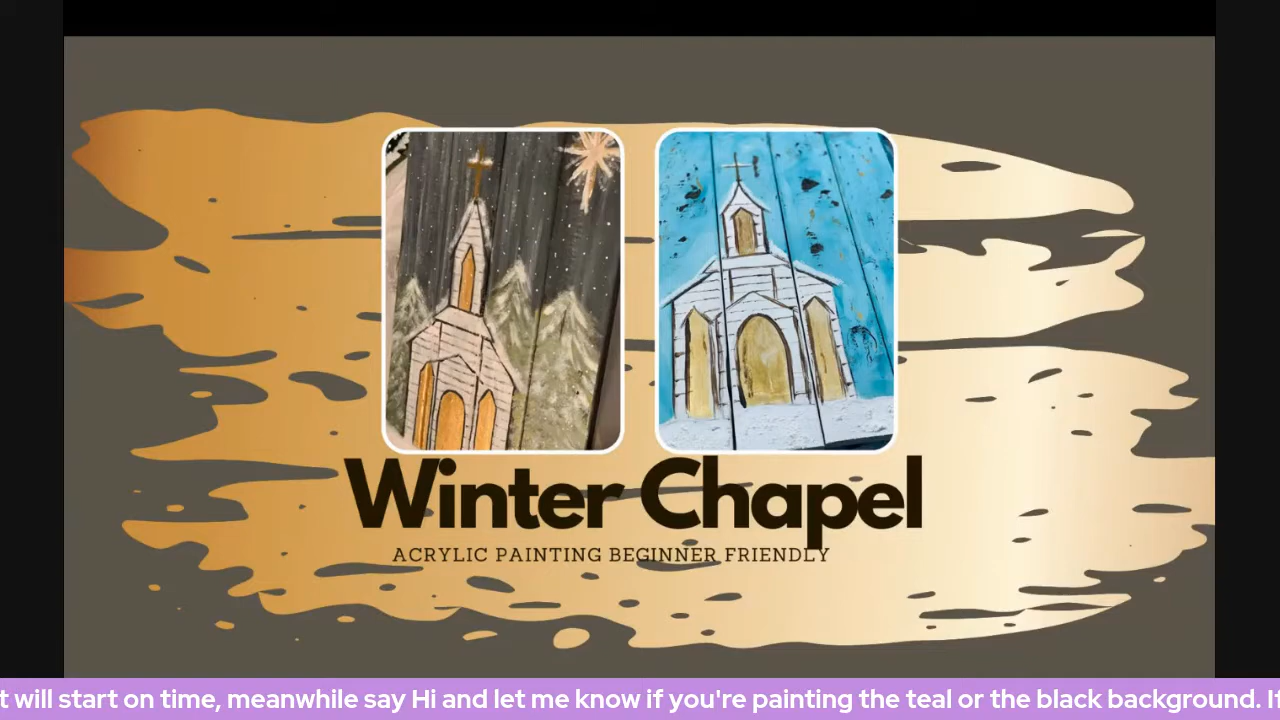 Winter Chapel
ACRYLIC PAINTING BEGINNER FRIENDLY
t will start on time, meanwhile say Hi and let me know if you're painting the teal or the black background. If